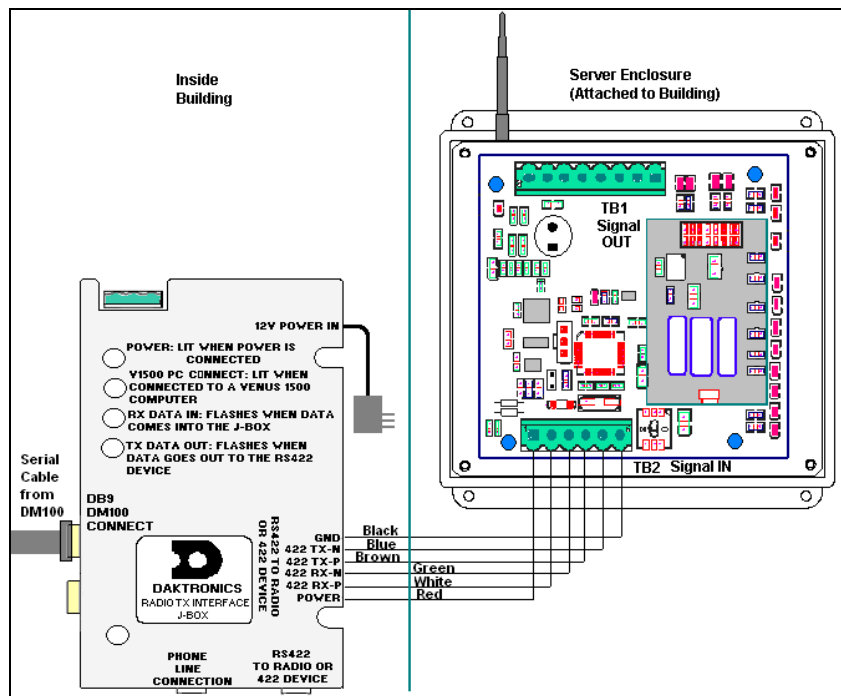 Inside
Building
Server Enclosure
(Attached to Building)
TB1
Signal
OUT
12V POWER IN
POWER: LIT WHEN POWER IS
CONNECTED
V1500 PC CONNECT: LIT WHEN
CONNECTED TO A VENUS 1500
COMPUTER
RX DATA IN: FLASHES WHEN DATA
COMES INTO THE J-BOX
TX DATA OUT: FLASHES WHEN
DATA GOES OUT TO THE RS422
DEVICE
TB2 Signal IN
Serial
Cable
from
DM100
DB9
DM100
CONNECT
RS422 TO RADIO
OR 422 DEVICE
GND
422 TX-N
422 TX-P
422 RX-N
422 RX-P
POWER
Black
Blue
Brown
Green
White
Red
DAKTRONICS
RADIO TX INTERFACE
J-BOX
PHONE
LINE
CONNECTION
RS422
TO RADIO OR
422 DEVICE